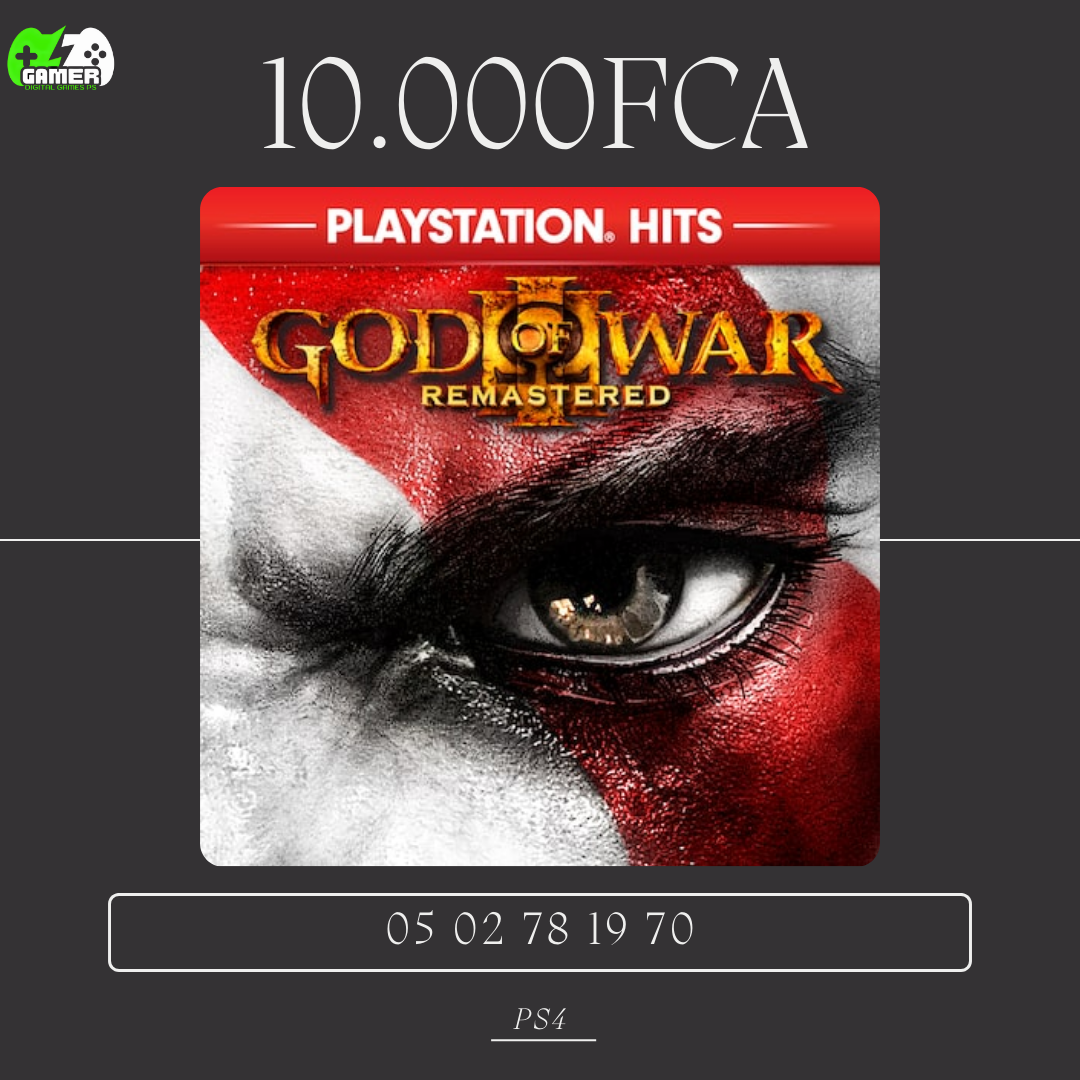 GAMER
DIGITAL GAMES PS
10.000FCA
PLAYSTATION® HITS
GOD OF WAR
III
REMASTERED
05 02 78 19 70
PS4